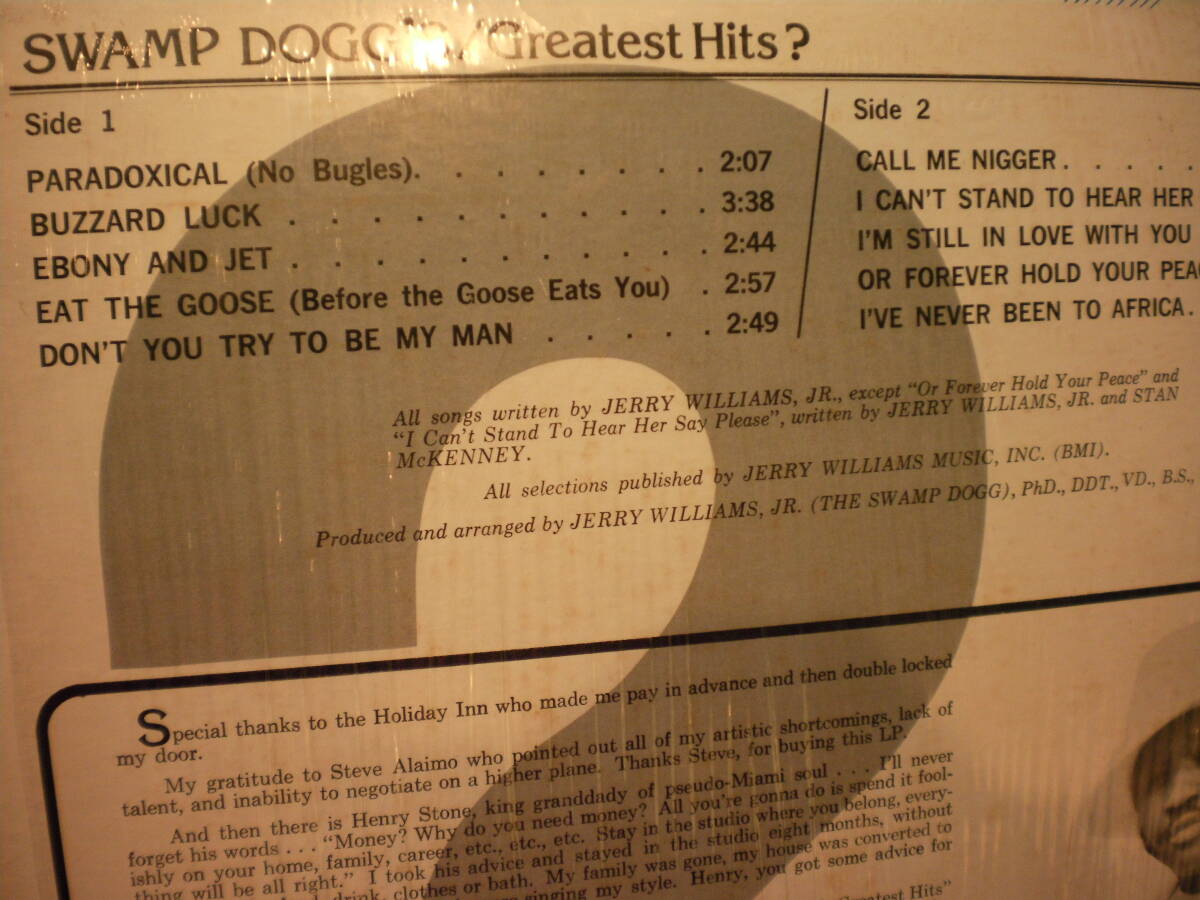 SWAMP DOGG'S/Greatest Hits?
Side 1
PARADOXICAL (No Bugles). . . . . . . . 2:07
BUZZARD LUCK . . . . . . . . . . . . 3:38
EBONY AND JET . . . . . . . . . . . . 2:44
EAT THE GOOSE (Before the Goose Eats You) . 2:57
DON'T YOU TRY TO BE MY MAN . . . . . 2:49
Side 2
CALL ME NIGGER. . . . .
I CAN'T STAND TO HEAR HER
I'M STILL IN LOVE WITH YOU
OR FOREVER HOLD YOUR PEA
I'VE NEVER BEEN TO AFRICA.
All songs written by JERRY WILLIAMS, JR., except "Or Forever Hold Your Peace" and
"I Can't Stand To Hear Her Say Please", written by JERRY WILLIAMS, JR. and STAN
McKENNEY.
All selections published by JERRY WILLIAMS MUSIC, INC. (BMI).
Produced and arranged by JERRY WILLIAMS, JR. (THE SWAMP DOGG), PhD., DDT., VD., B.S.,
Special thanks to the Holiday Inn who made me pay in advance and then double locked
my door.
My gratitude to Steve Alaimo who pointed out all of my artistic shortcomings, lack of
talent, and inability to negotiate on a higher plane. Thanks Steve, for buying this LP.
And then there is Henry Stone, king granddady of pseudo-Miami soul . . . I'll never
forget his words . . . "Money? Why do you need money? All you're gonna do is spend it fool-
ishly on your home, family, career, etc., etc., etc. Stay in the studio where you belong, every-
thing will be all right." I took his advice and stayed in the studio eight months, without
drink, clothes or bath. My family was gone, my house was converted to
singing my style. Henry, you got some advice for
Greatest Hits"